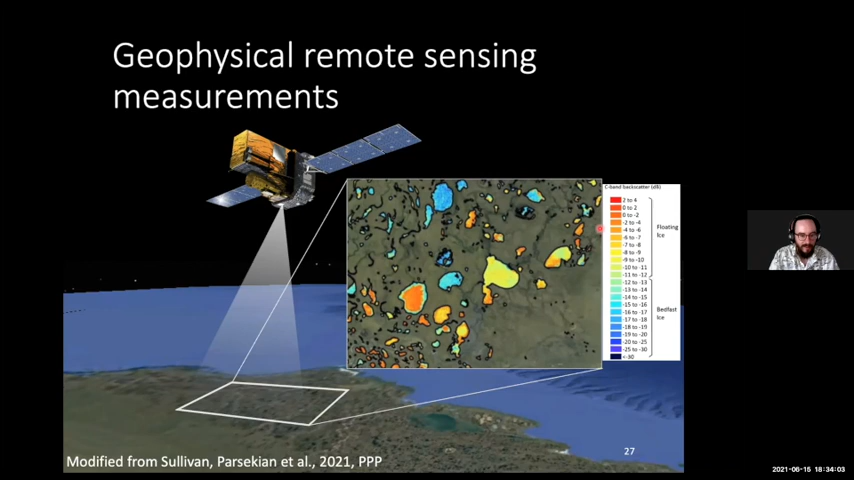 Geophysical remote sensing
measurements
C-band backscatter (dB)
2 to 4
0 to 2
0 to -2
-2 to -4
-4 to -6
-6 to -7
-7 to -8
-8 to -9
-9 to -10
-10 to -11
-11 to -12
-12 to -13
-13 to -14
-14 to -15
-15 to -16
-16 to -17
-17 to -18
-18 to -19
-19 to -20
-20 to -25
-25 to -30
<-30
Floating
Ice
Bedfast
Ice
27
Modified from Sullivan, Parsekian et al., 2021, PPP
2021-06-15 18:34:03